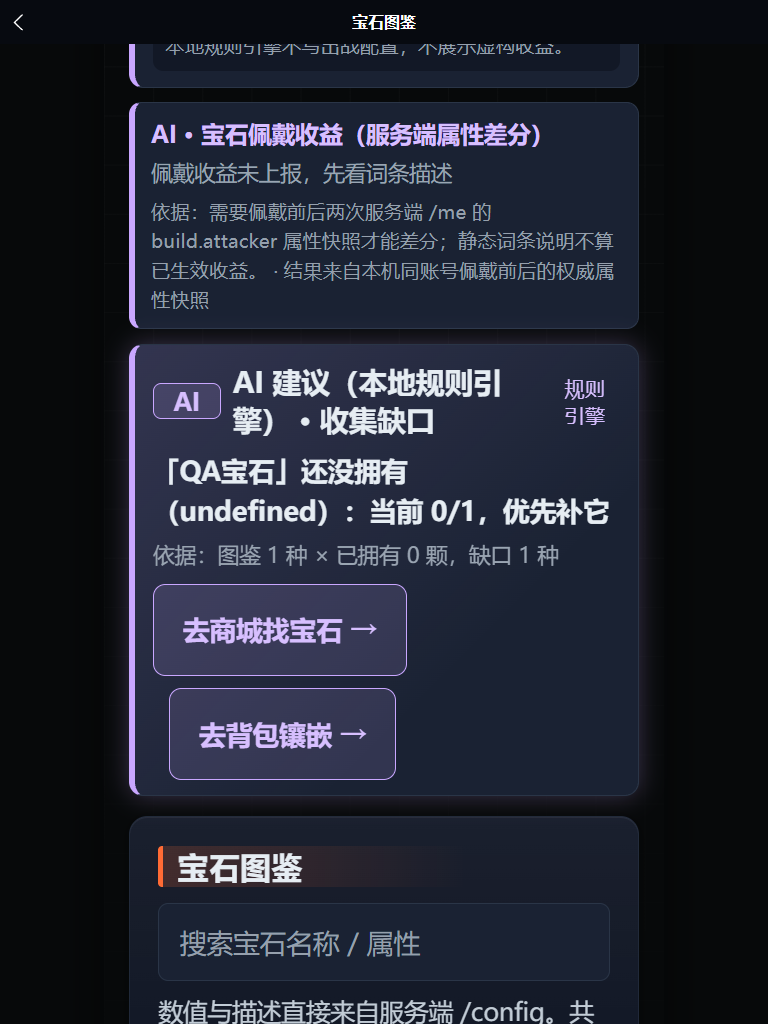 宝石图鉴
本地规则引擎不写出战配置，不展示虚构收益。
AI · 宝石佩戴收益（服务端属性差分）
佩戴收益未上报，先看词条描述
依据：需要佩戴前后两次服务端 /me 的
build.attacker 属性快照才能差分；静态词条说明不算
已生效收益。 · 结果来自本机同账号佩戴前后的权威属
性快照
AI
AI 建议（本地规则引
擎） · 收集缺口
规则
引擎
「QA宝石」还没拥有
（undefined）：当前 0/1，优先补它
依据：图鉴 1 种 × 已拥有 0 颗，缺口 1 种
去商城找宝石 →
去背包镶嵌 →
宝石图鉴
搜索宝石名称 / 属性
数值与描述直接来自服务端 /config。共